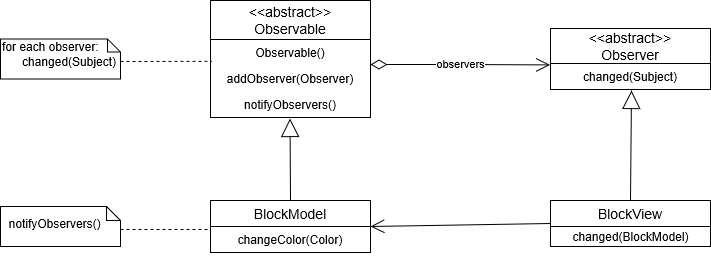 for each observer:
changed(Subject)
<<abstract>>
Observable
Observable()
addObserver(Observer)
notifyObservers()
observers
<<abstract>>
Observer
changed(Subject)
notifyObservers()
BlockModel
changeColor(Color)
BlockView
changed(BlockModel)